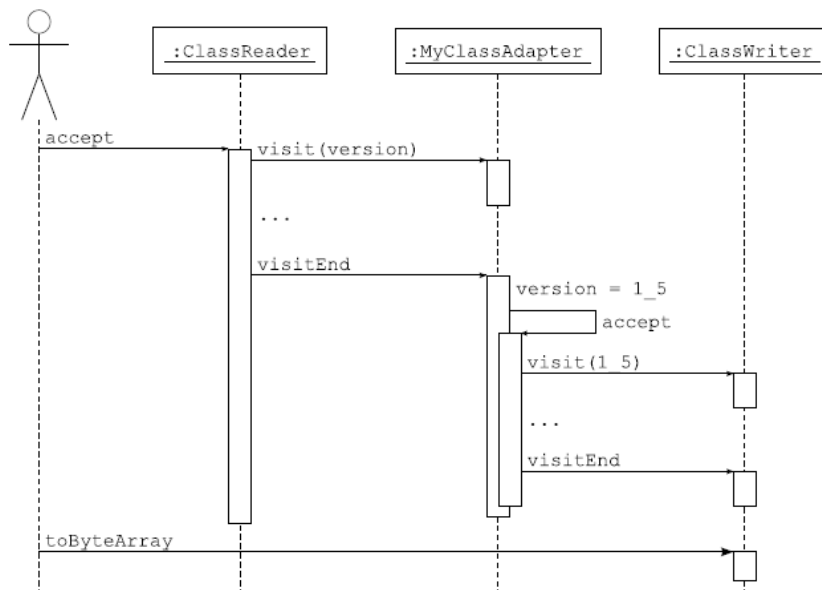 :ClassReader
:MyClassAdapter
:ClassWriter
accept
visit(version)
...
visitEnd
version = 1_5
accept
visit(1_5)
...
visitEnd
toByteArray